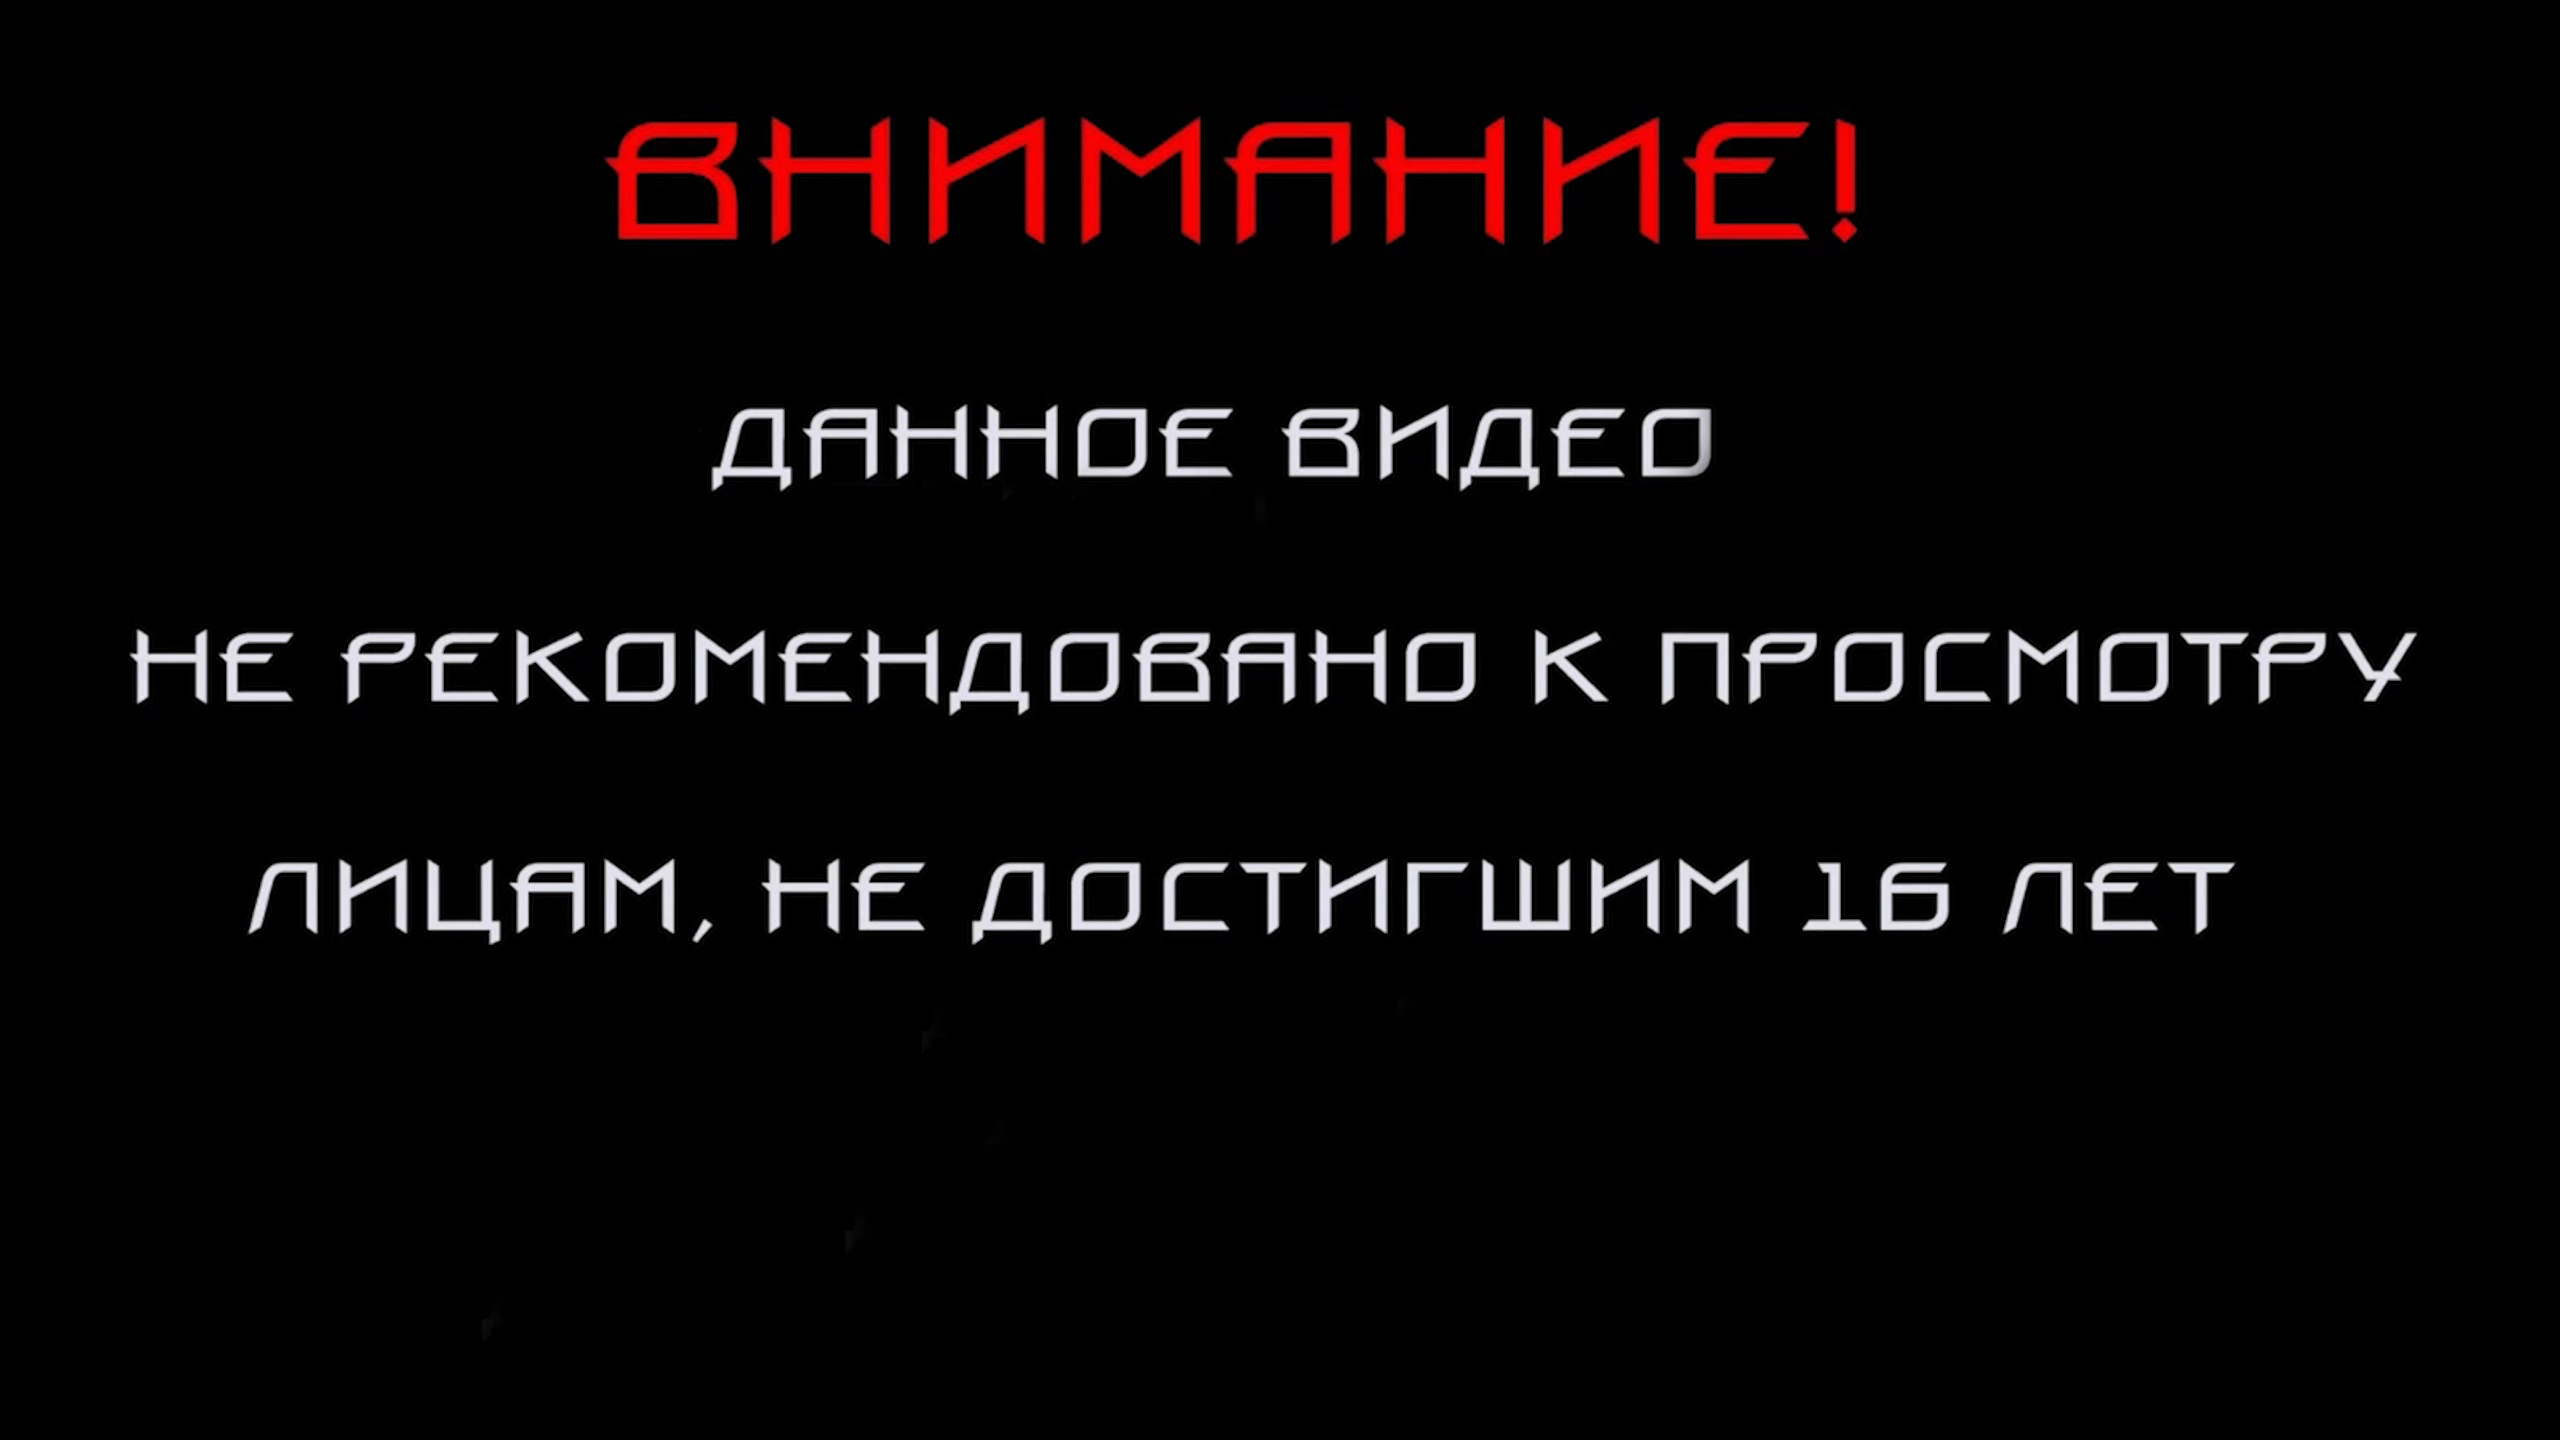 ВНИМАНИЕ!
ДАННОЕ ВИДЕО
НЕ РЕКОМЕНДОВАНО К ПРОСМОТРУ
ЛИЦАМ, НЕ ДОСТИГШИМ 16 ЛЕТ